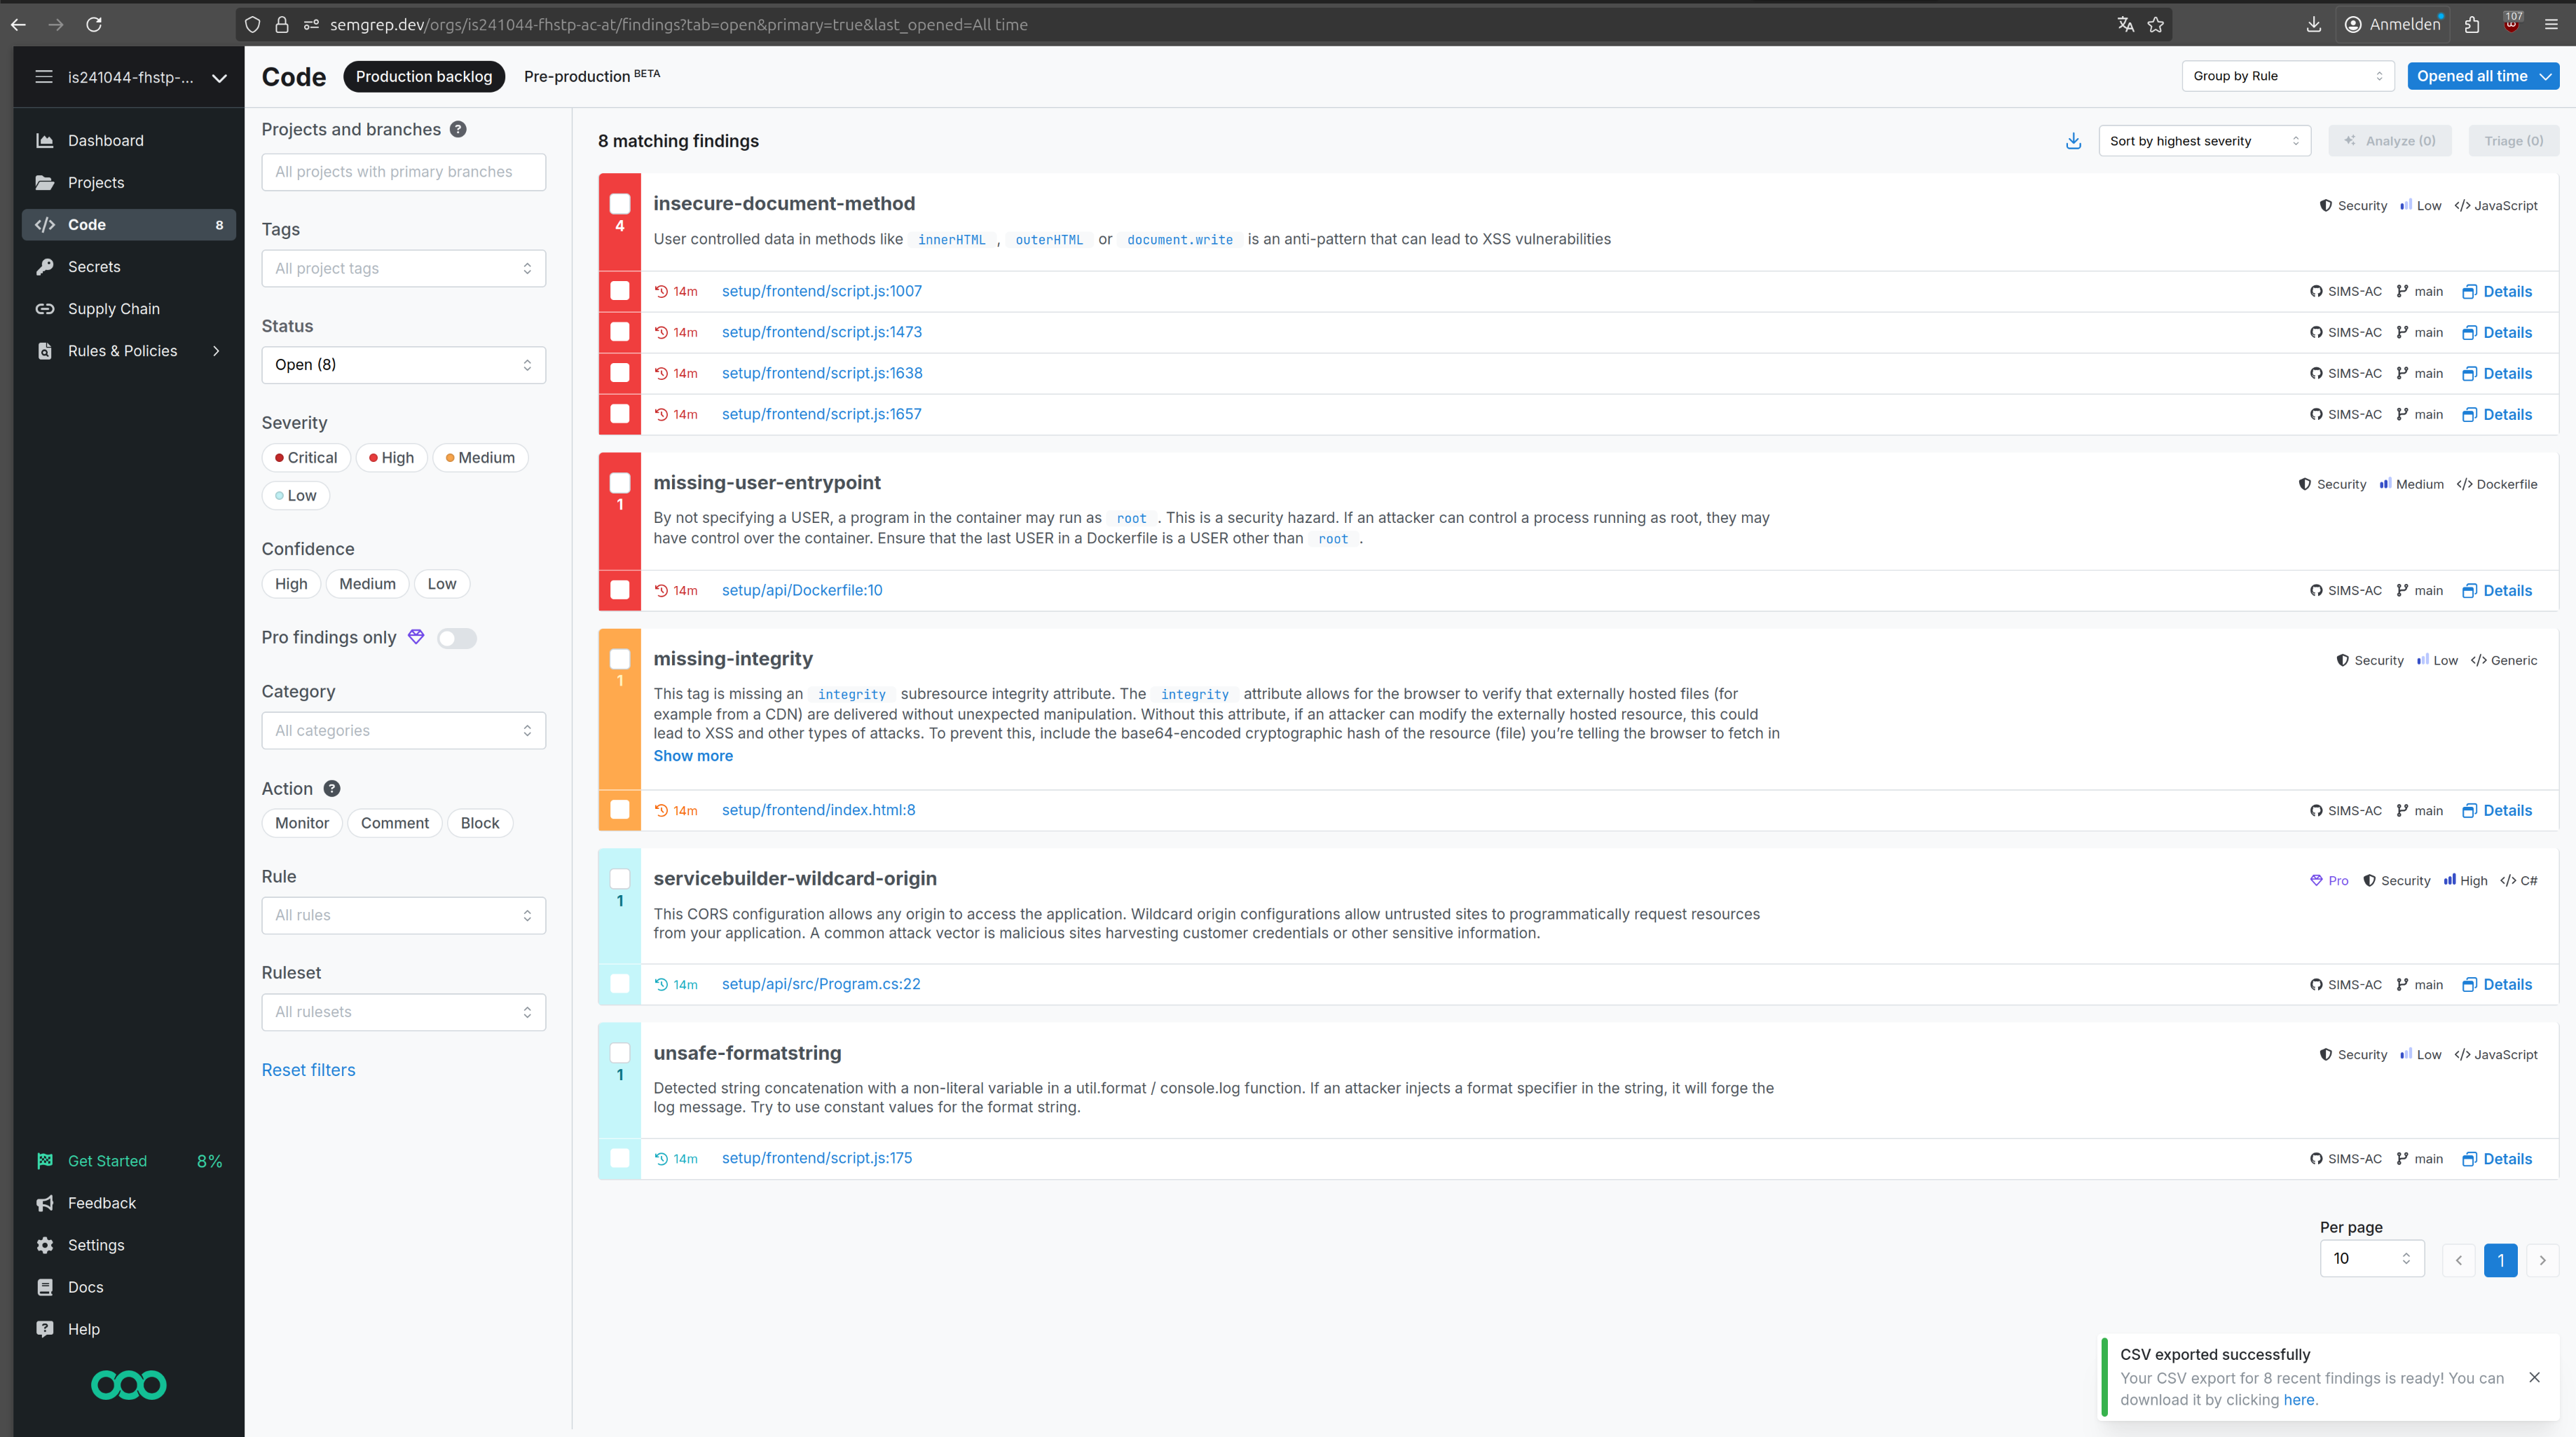 semgrep.dev/orgs/is241044-fhstp-ac-at/findings?tab=open&primary=true&last_opened=All time
Anmelden
107
is241044-fhstp-...
Dashboard
Projects
Code 8
Secrets
Supply Chain
Rules & Policies
Get Started 8%
Feedback
Settings
Docs
Help
Code
Production backlog
Pre-production BETA
Group by Rule
Opened all time
Projects and branches ?
All projects with primary branches
Tags
All project tags
Status
Open (8)
Severity
Critical High Medium
Low
Confidence
High Medium Low
Pro findings only
Category
All categories
Action ?
Monitor Comment Block
Rule
All rules
Ruleset
All rulesets
Reset filters
8 matching findings
Sort by highest severity
Analyze (0)
Triage (0)
4
insecure-document-method
Security Low </> JavaScript
User controlled data in methods like innerHTML , outerHTML or document.write is an anti-pattern that can lead to XSS vulnerabilities
14m setup/frontend/script.js:1007 SIMS-AC main Details
14m setup/frontend/script.js:1473 SIMS-AC main Details
14m setup/frontend/script.js:1638 SIMS-AC main Details
14m setup/frontend/script.js:1657 SIMS-AC main Details
1
missing-user-entrypoint
Security Medium </> Dockerfile
By not specifying a USER, a program in the container may run as root . This is a security hazard. If an attacker can control a process running as root, they may
have control over the container. Ensure that the last USER in a Dockerfile is a USER other than root .
14m setup/api/Dockerfile:10 SIMS-AC main Details
1
missing-integrity
Security Low </> Generic
This tag is missing an integrity subresource integrity attribute. The integrity attribute allows for the browser to verify that externally hosted files (for
example from a CDN) are delivered without unexpected manipulation. Without this attribute, if an attacker can modify the externally hosted resource, this could
lead to XSS and other types of attacks. To prevent this, include the base64-encoded cryptographic hash of the resource (file) you’re telling the browser to fetch in
Show more
14m setup/frontend/index.html:8 SIMS-AC main Details
1
servicebuilder-wildcard-origin
Pro Security High </> C#
This CORS configuration allows any origin to access the application. Wildcard origin configurations allow untrusted sites to programmatically request resources
from your application. A common attack vector is malicious sites harvesting customer credentials or other sensitive information.
14m setup/api/src/Program.cs:22 SIMS-AC main Details
1
unsafe-formatstring
Security Low </> JavaScript
Detected string concatenation with a non-literal variable in a util.format / console.log function. If an attacker injects a format specifier in the string, it will forge the
log message. Try to use constant values for the format string.
14m setup/frontend/script.js:175 SIMS-AC main Details
Per page
10
1
CSV exported successfully
Your CSV export for 8 recent findings is ready! You can
download it by clicking here.